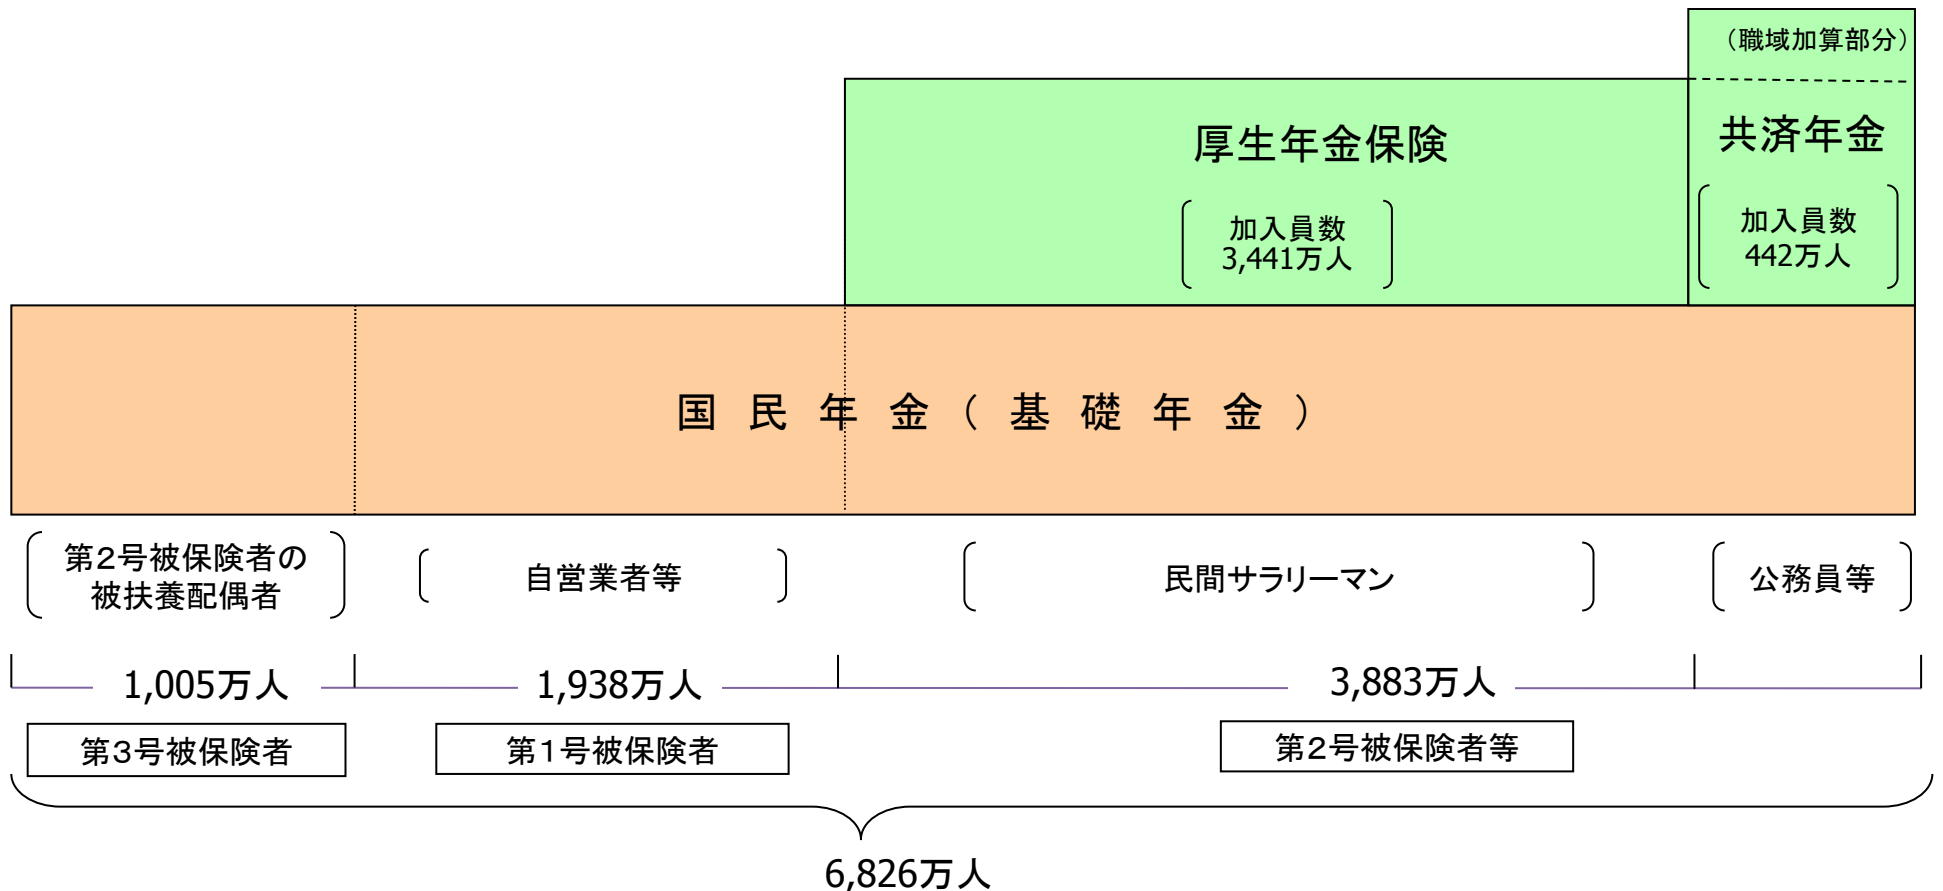 （職域加算部分）
厚生年金保険
共済年金
加入員数
3,441万人
加入員数
442万人
国民年金（基礎年金）
第２号被保険者の
被扶養配偶者
自営業者等
民間サラリーマン
公務員等
1,005万人
1,938万人
3,883万人
第３号被保険者
第１号被保険者
第２号被保険者等
6,826万人